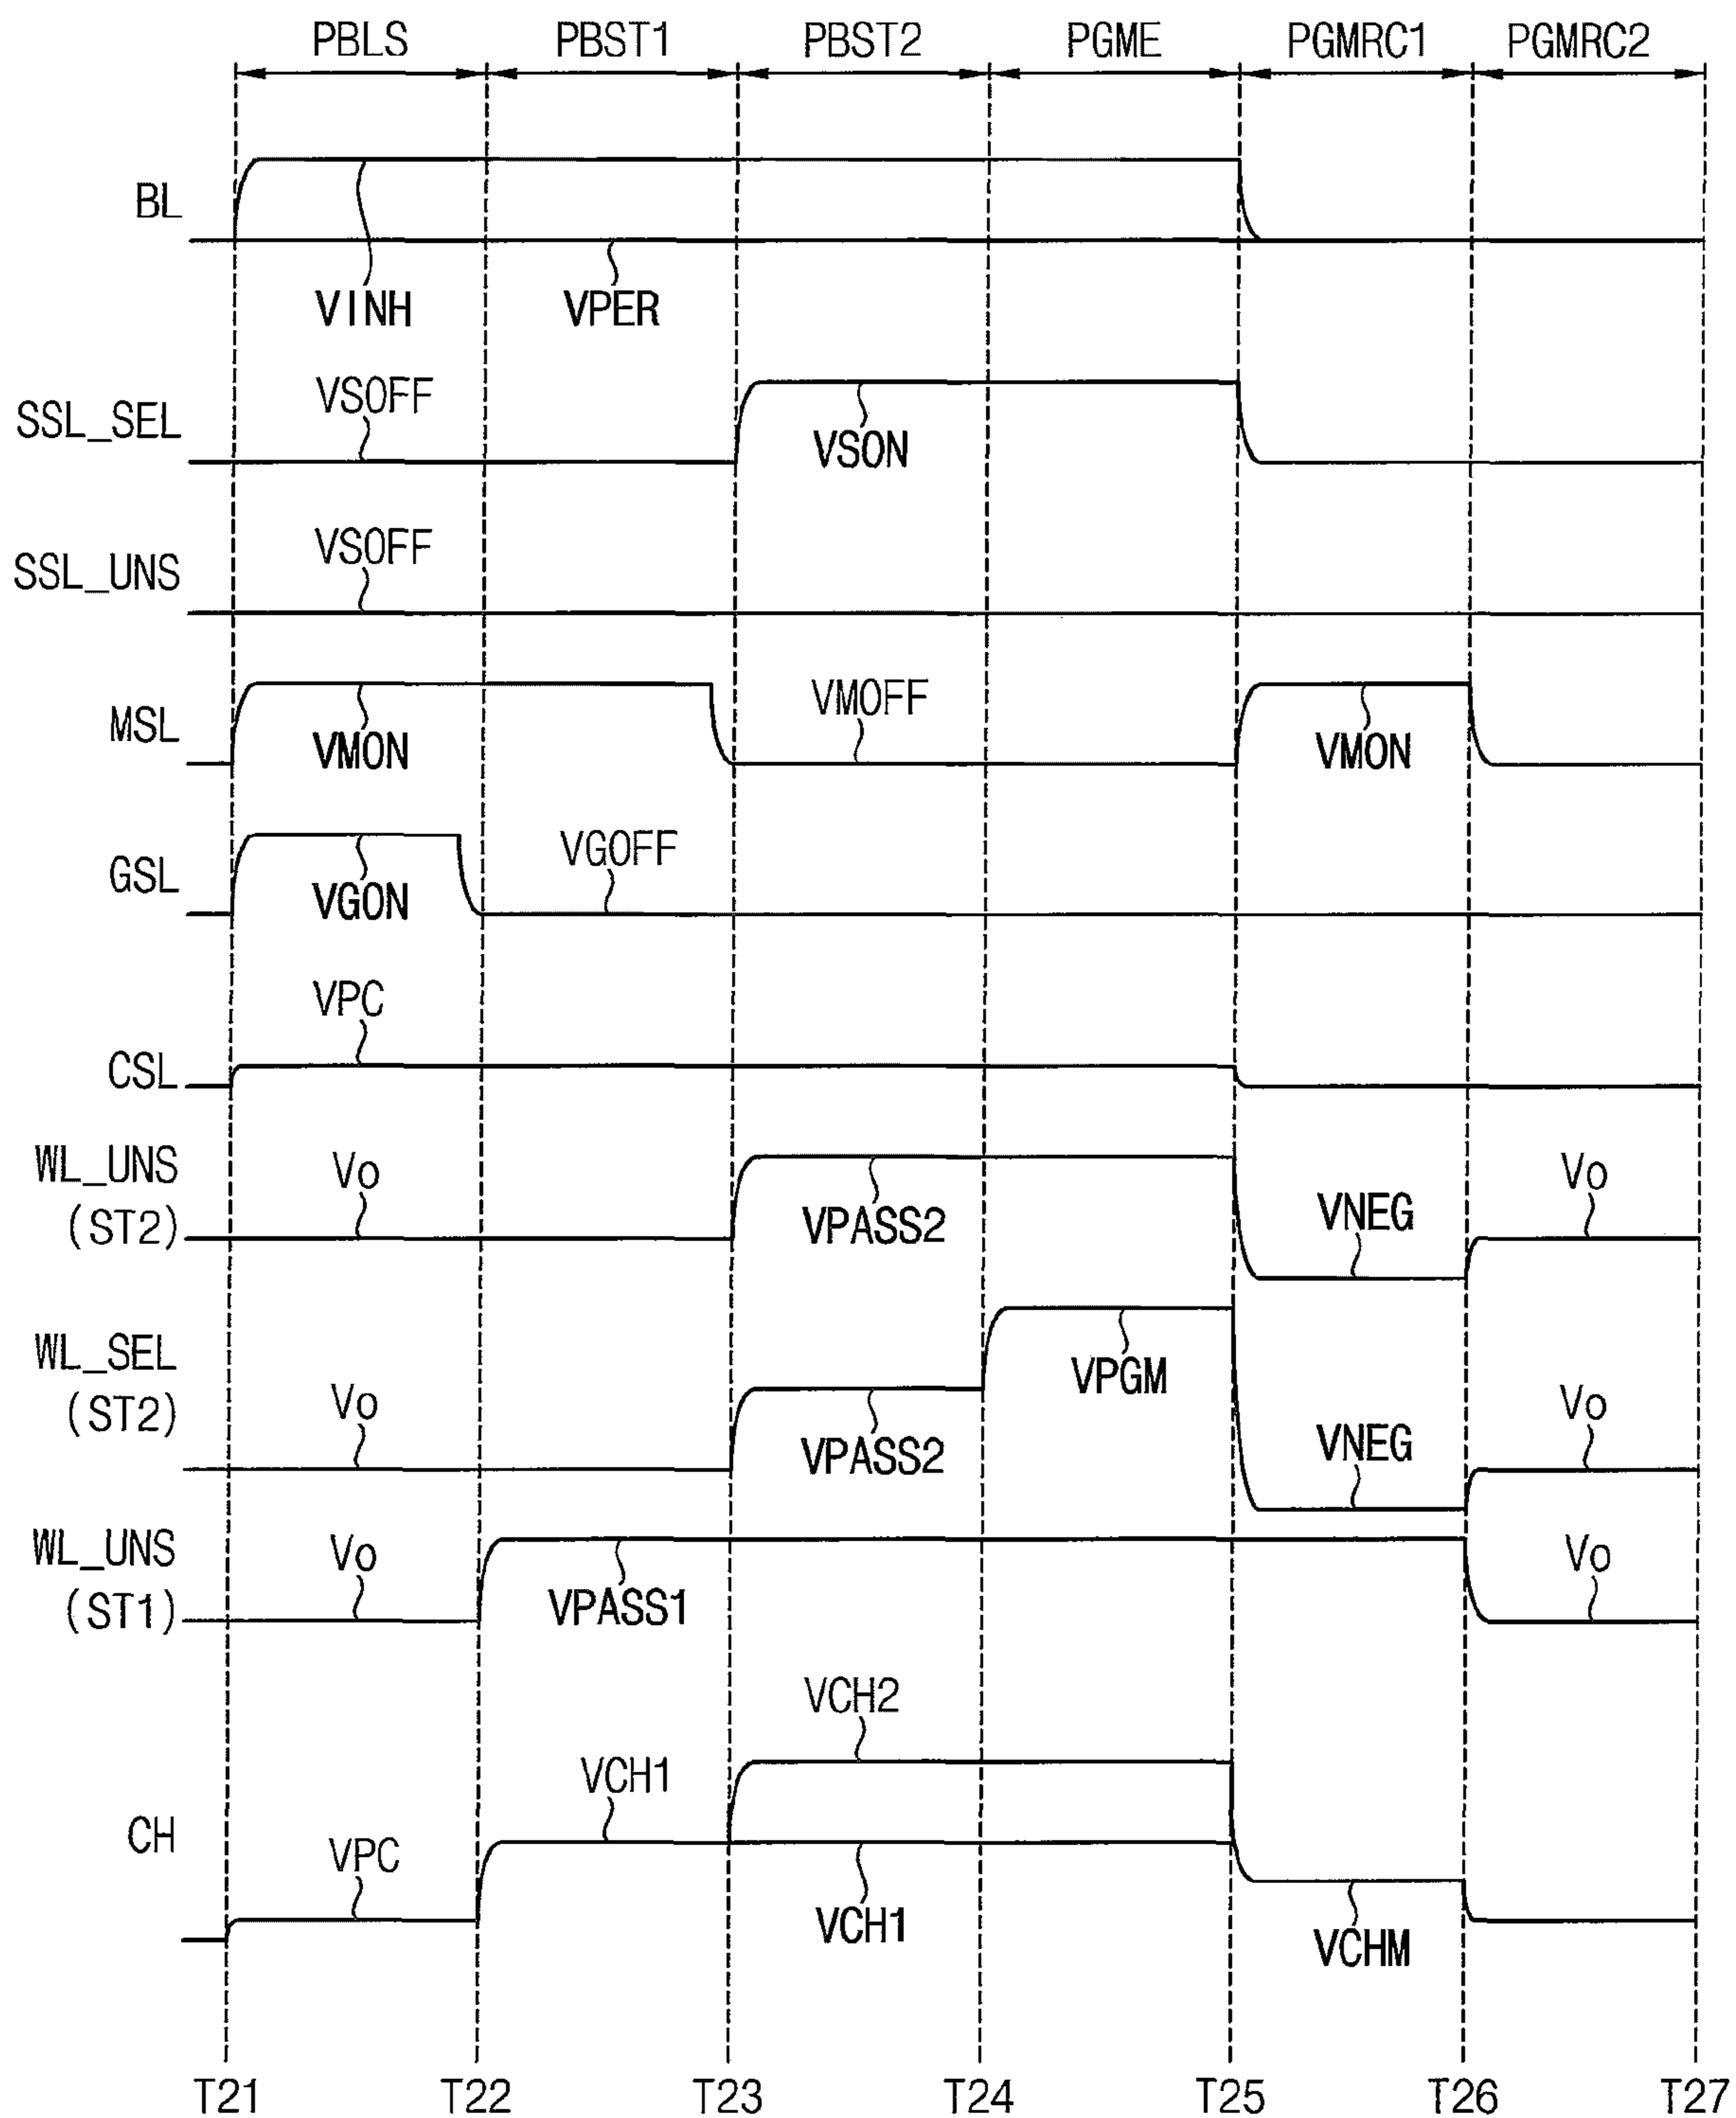 PBLS PBST1 PBST2 PGME PGMRC1 PGMRC2
BL
VINH VPER
SSL_SEL VSOFF VSON
SSL_UNS VSOFF
MSL VMON VMOFF VMON
GSL VGON VGOFF
VPC
CSL
WL_UNS (ST2) Vo VPASS2 VNEG Vo
WL_SEL (ST2) Vo VPASS2 VPGM VNEG Vo
WL_UNS (ST1) Vo VPASS1 Vo
VCH2
VCH1
CH VPC VCH1 VCHM
T21 T22 T23 T24 T25 T26 T27